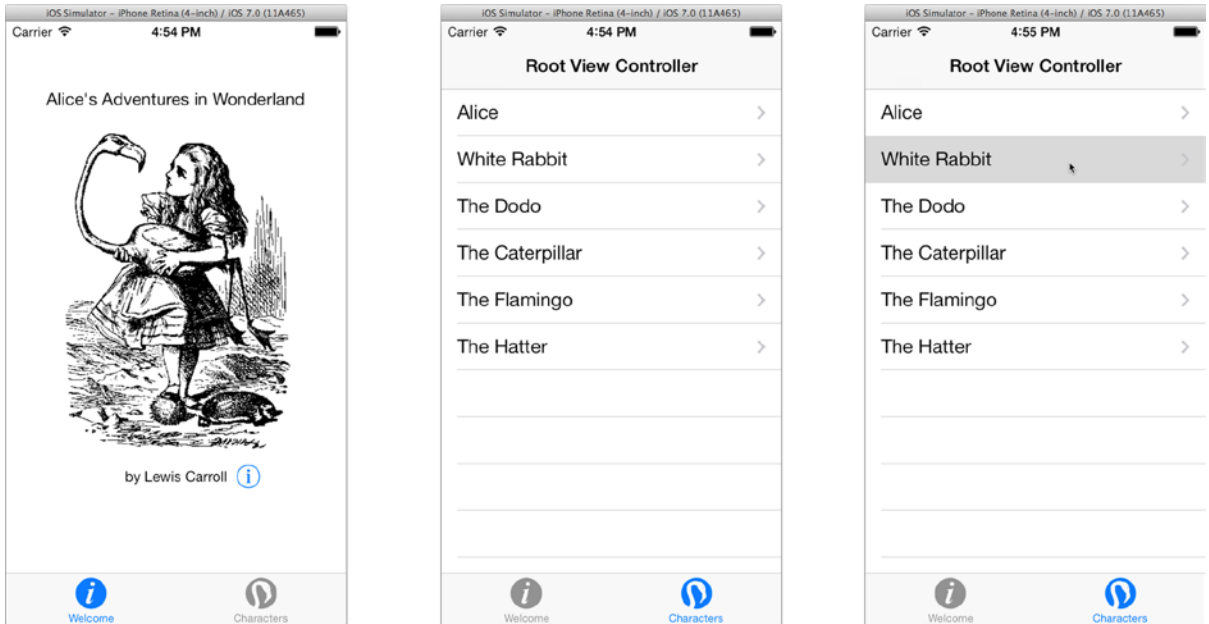 iOS Simulator – iPhone Retina (4-inch) / iOS 7.0 (11A465)
Carrier 4:54 PM
Alice's Adventures in Wonderland
by Lewis Carroll i
i
Welcome Characters
iOS Simulator – iPhone Retina (4-inch) / iOS 7.0 (11A465)
Carrier 4:54 PM
Root View Controller
Alice
White Rabbit
The Dodo
The Caterpillar
The Flamingo
The Hatter
i
Welcome Characters
iOS Simulator – iPhone Retina (4-inch) / iOS 7.0 (11A465)
Carrier 4:55 PM
Root View Controller
Alice
White Rabbit
The Dodo
The Caterpillar
The Flamingo
The Hatter
i
Welcome Characters